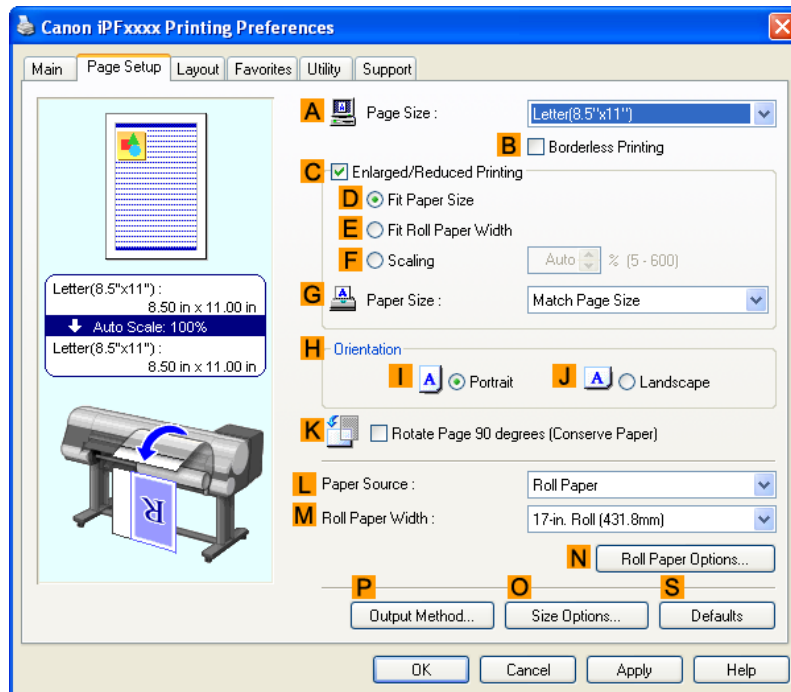 Canon iPFxxxx Printing Preferences
Main Page Setup Layout Favorites Utility Support
A Page Size : Letter(8.5"x11")
B Borderless Printing
C Enlarged/Reduced Printing
D Fit Paper Size
E Fit Roll Paper Width
F Scaling Auto % (5 - 600)
G Paper Size : Match Page Size
Letter(8.5"x11") :
8.50 in x 11.00 in
Auto Scale: 100%
Letter(8.5"x11") :
8.50 in x 11.00 in
H Orientation
I A Portrait J A Landscape
K Rotate Page 90 degrees (Conserve Paper)
R
L Paper Source : Roll Paper
M Roll Paper Width : 17-in. Roll (431.8mm)
N Roll Paper Options...
P O S
Output Method... Size Options... Defaults
OK Cancel Apply Help